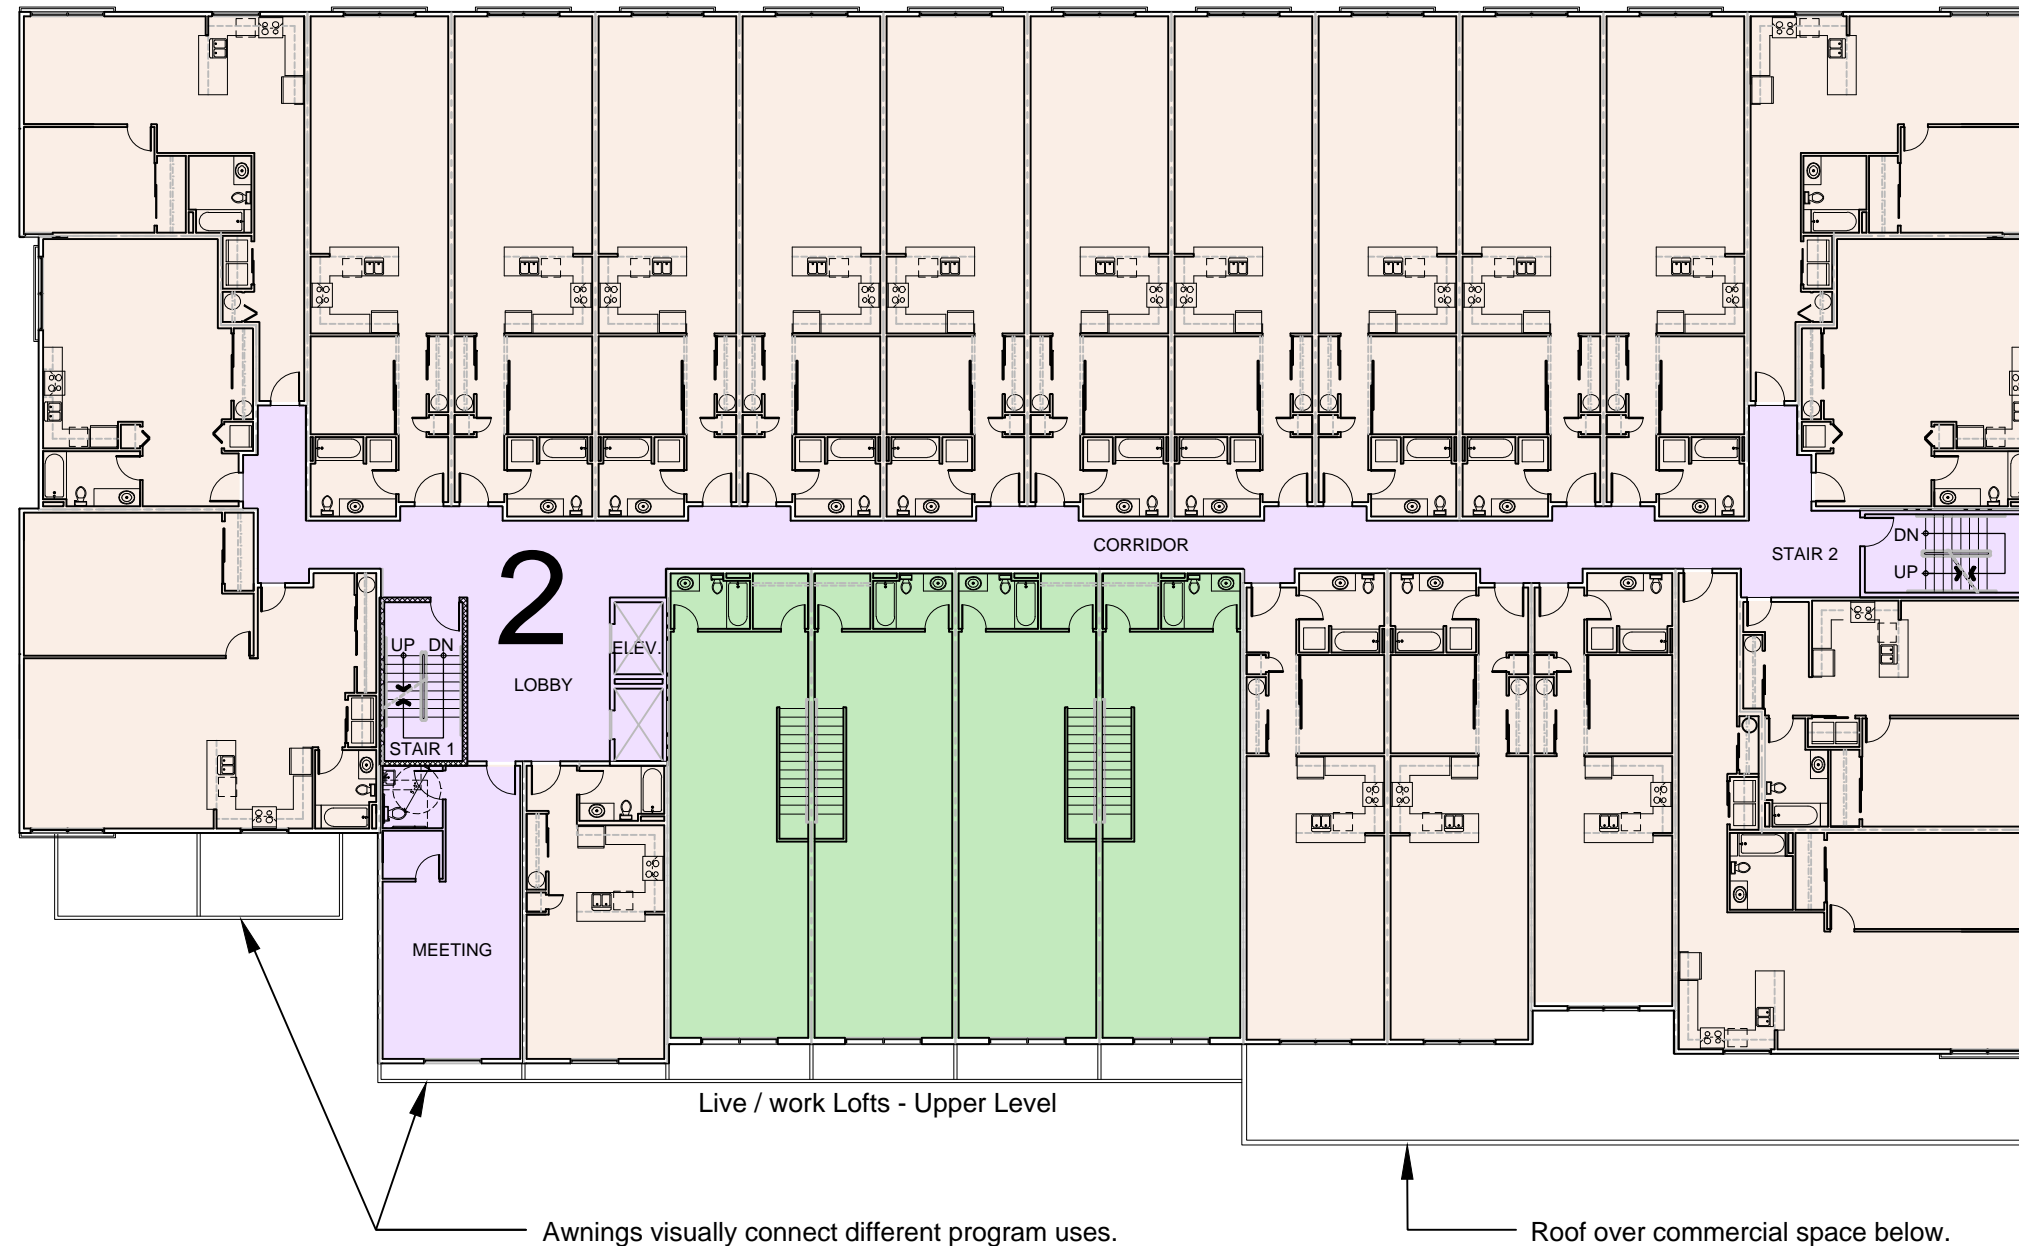 CORRIDOR
2
STAIR 2
DN
UP
UP DN
ELEV.
LOBBY
STAIR 1
MEETING
Live / work Lofts - Upper Level
Awnings visually connect different program uses.
Roof over commercial space below.